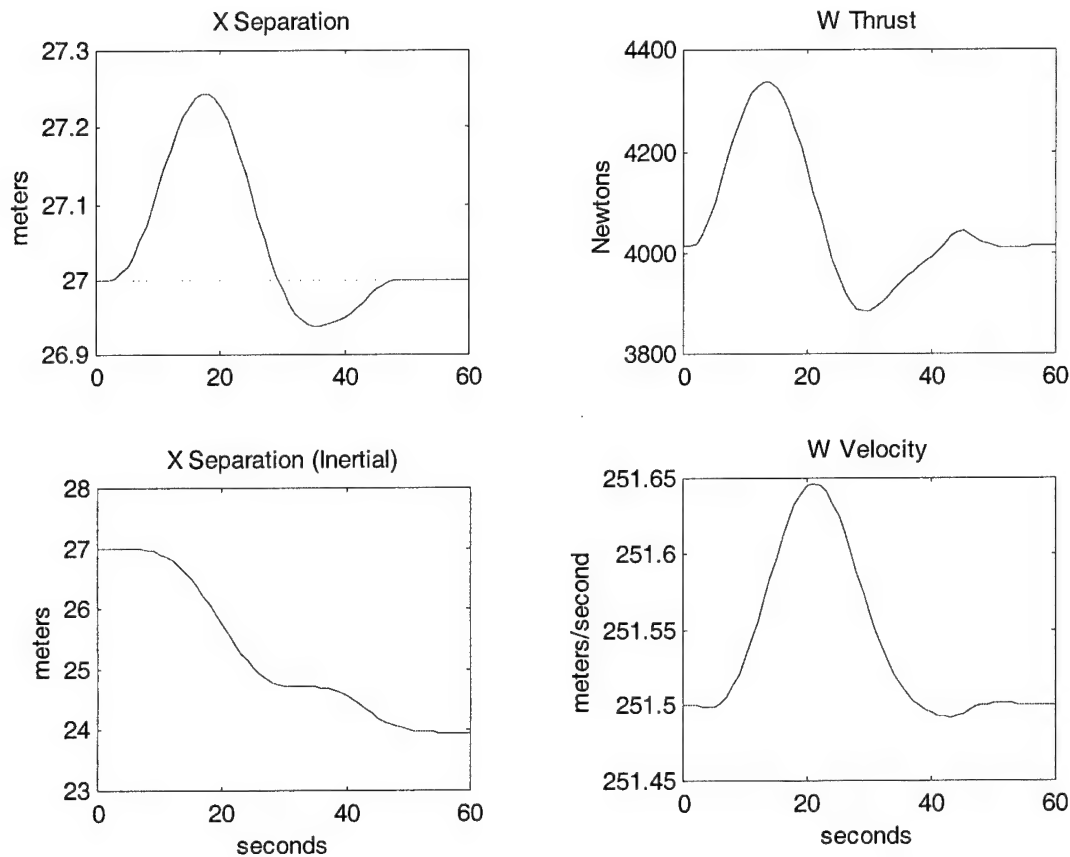 X Separation
27.3
27.2
27.1
27
26.9
meters
0 20 40 60
W Thrust
4400
4200
4000
3800
Newtons
0 20 40 60
X Separation (Inertial)
28
27
26
25
24
23
meters
0 20 40 60
seconds
W Velocity
251.65
251.6
251.55
251.5
251.45
meters/second
0 20 40 60
seconds